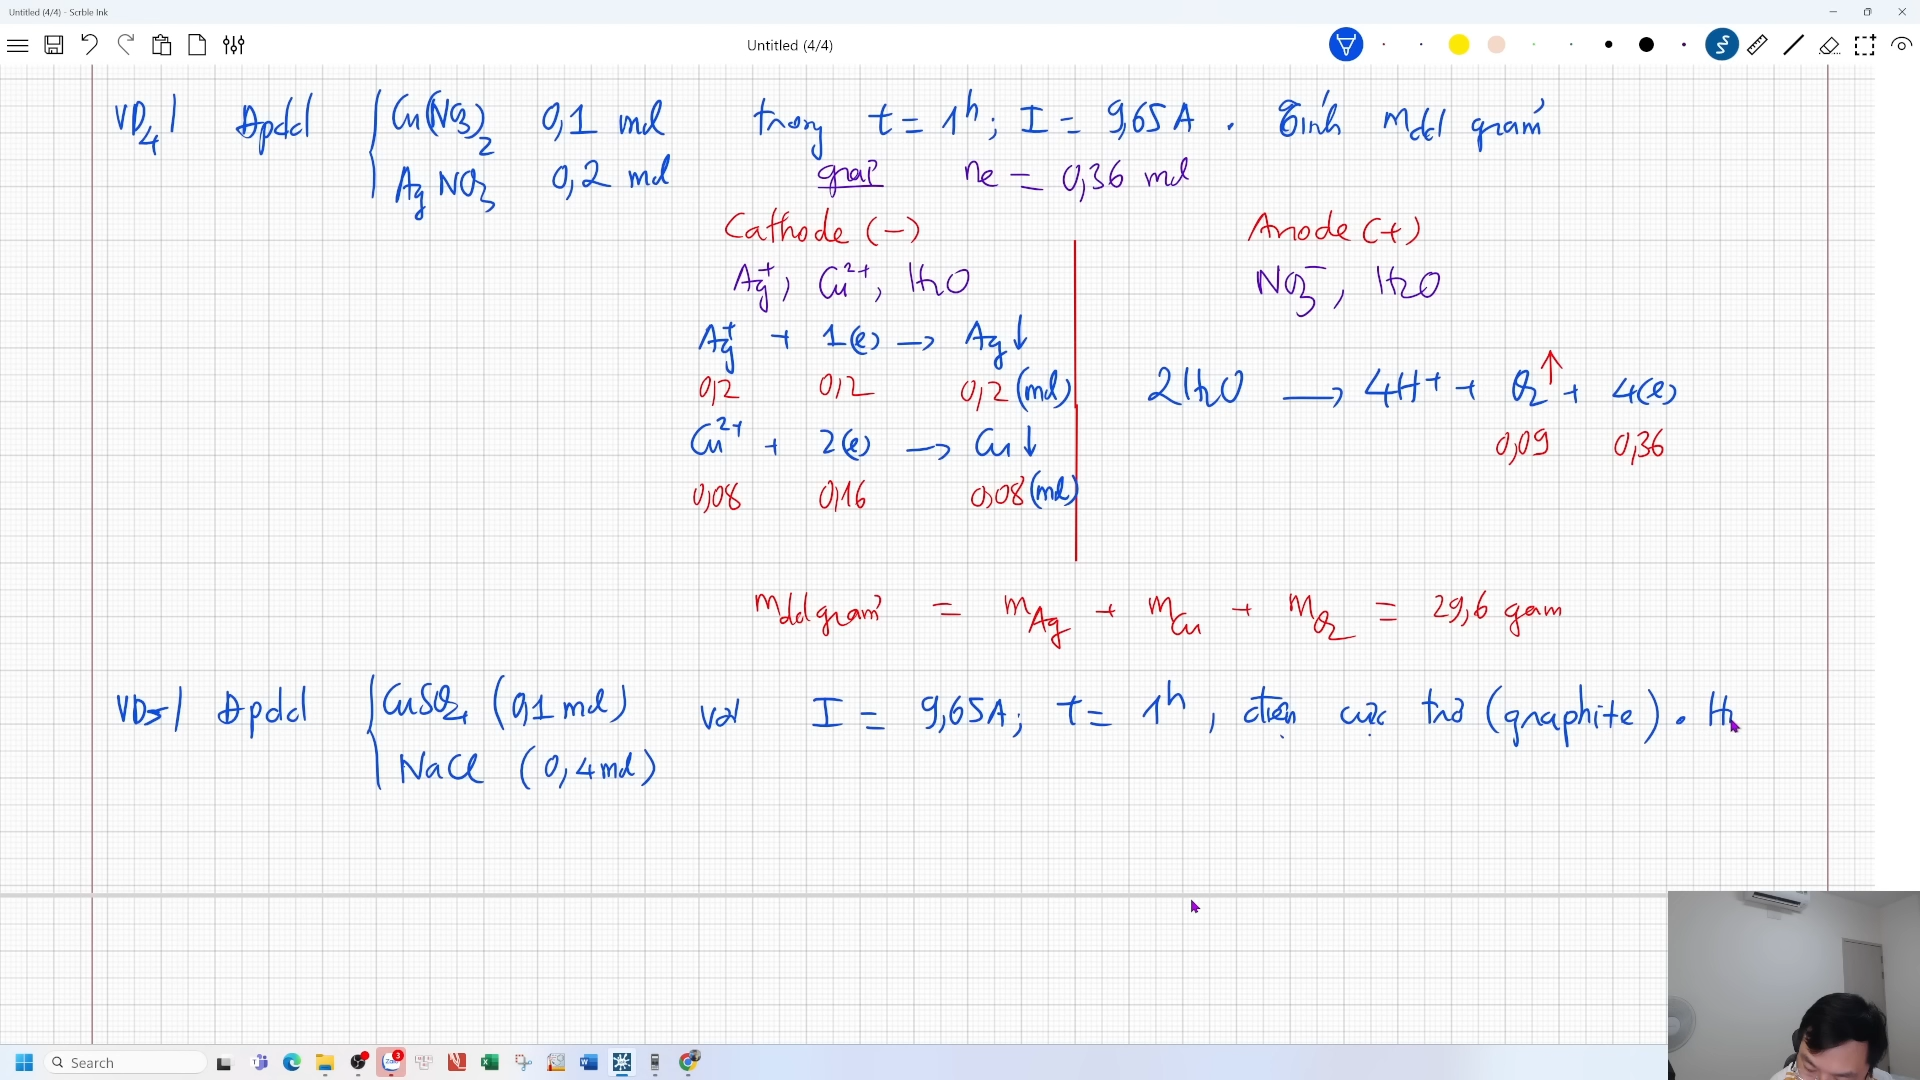 Untitled (4/4) - Scrble Ink
Untitled (4/4)
VD4| Đpdd { Cu(NO3)2 0,1 mol trong t = 1h ; I = 9,65A . Tính mdd giảm
AgNO3 0,2 mol giải ne = 0,36 mol
Cathode (-) Anode (+)
Ag+, Cu2+, H2O NO3-, H2O
Ag+ + 1(e) → Ag↓
0,2 0,2 0,2 (mol) 2H2O → 4H+ + O2↑ + 4(e)
Cu2+ + 2(e) → Cu↓ 0,09 0,36
0,08 0,16 0,08 (mol)
mdd giảm = mAg + mCu + mO2 = 29,6 gam
VD5| Đpdd { CuSO4 (0,1 mol) với I = 9,65A; t = 1h, điện cực trơ (graphite). H
NaCl (0,4 mol)
Search